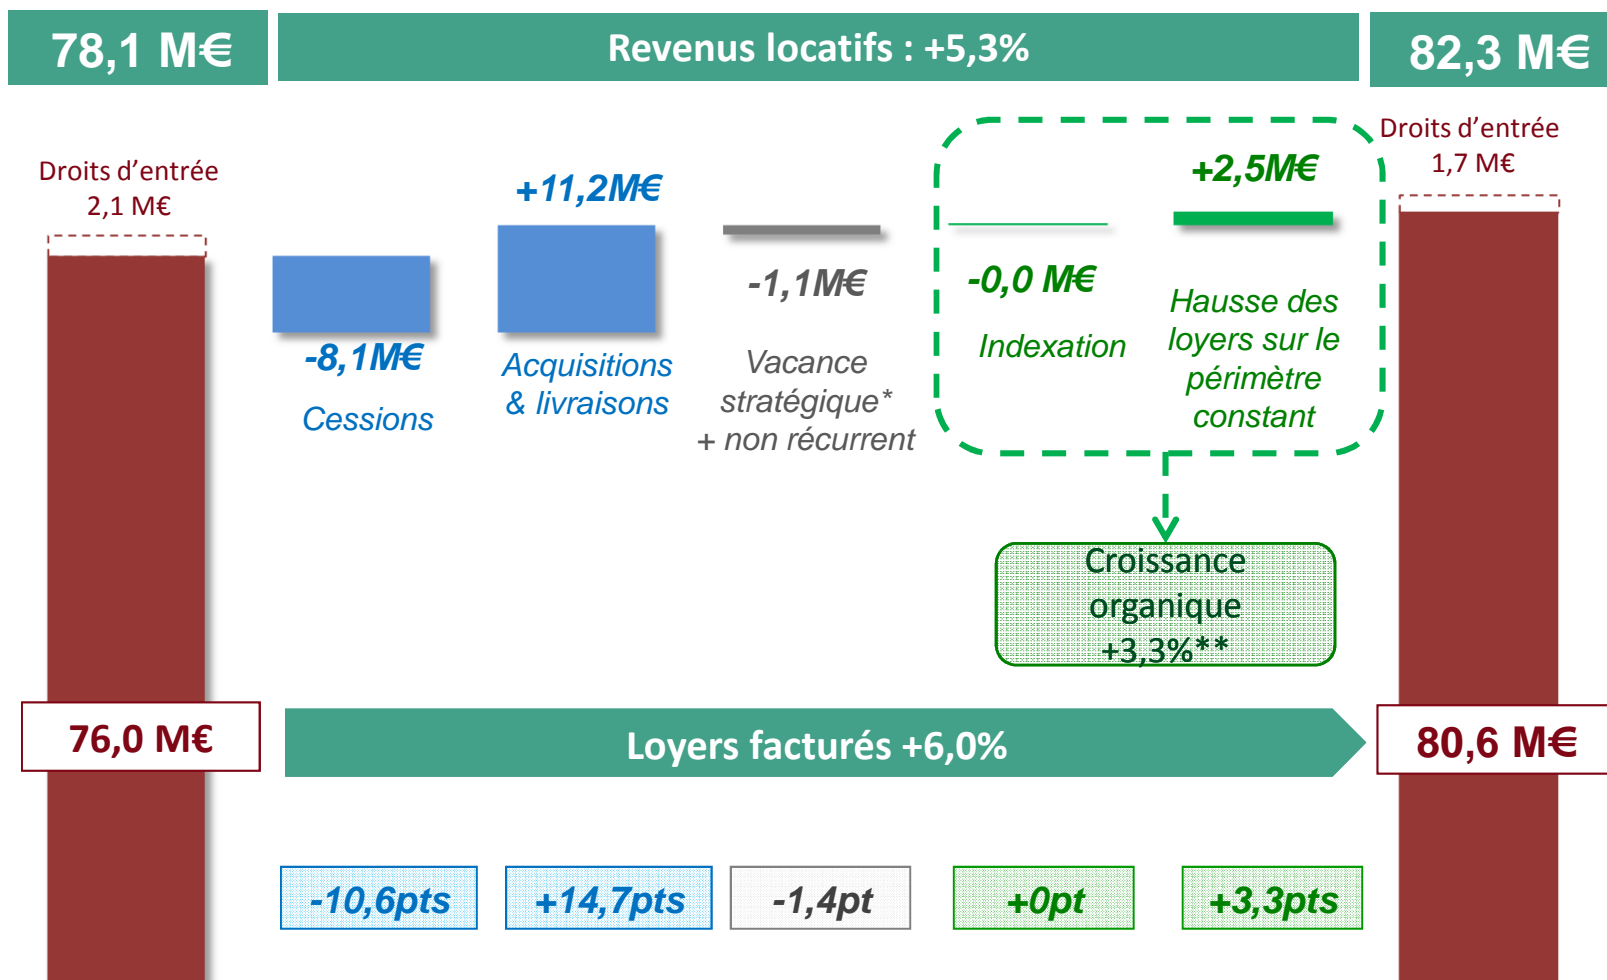 78,1 M€
Revenus locatifs : +5,3%
82,3 M€
Droits d’entrée
2,1 M€
-8,1M€
Cessions
+11,2M€
Acquisitions
& livraisons
-1,1M€
Vacance
stratégique*
+ non récurrent
-0,0 M€
Indexation
+2,5M€
Hausse des
loyers sur le
périmètre
constant
Droits d’entrée
1,7 M€
Croissance
organique
+3,3%**
76,0 M€
Loyers facturés +6,0%
80,6 M€
-10,6pts
+14,7pts
-1,4pt
+0pt
+3,3pts